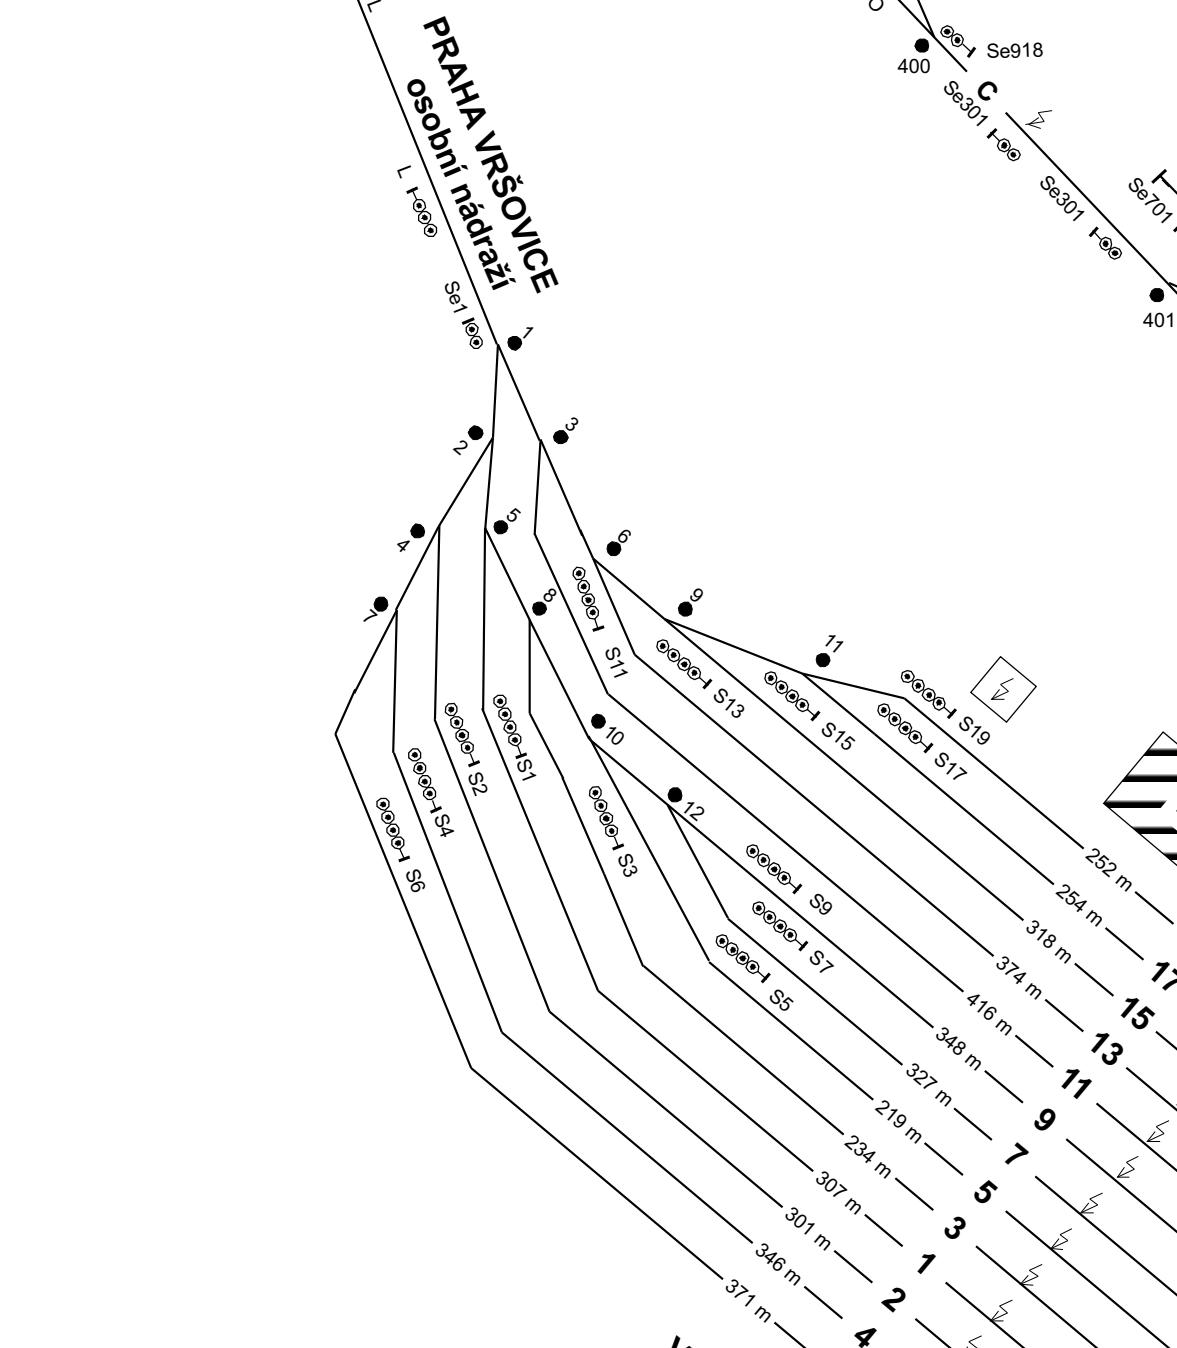 L
O
PRAHA VRŠOVICE
osobní nádraží
Se918
400
C
Se301
Se301
Se701
401
L
Se1
1
2
3
4
5
6
7
8
9
10
11
12
S11
S13
S15
S17
S19
S1
S2
S4
S6
S3
S9
S7
S5
252 m
254 m
318 m
374 m
416 m
348 m
327 m
219 m
234 m
307 m
301 m
346 m
371 m
17
15
13
11
9
7
5
3
1
2
4